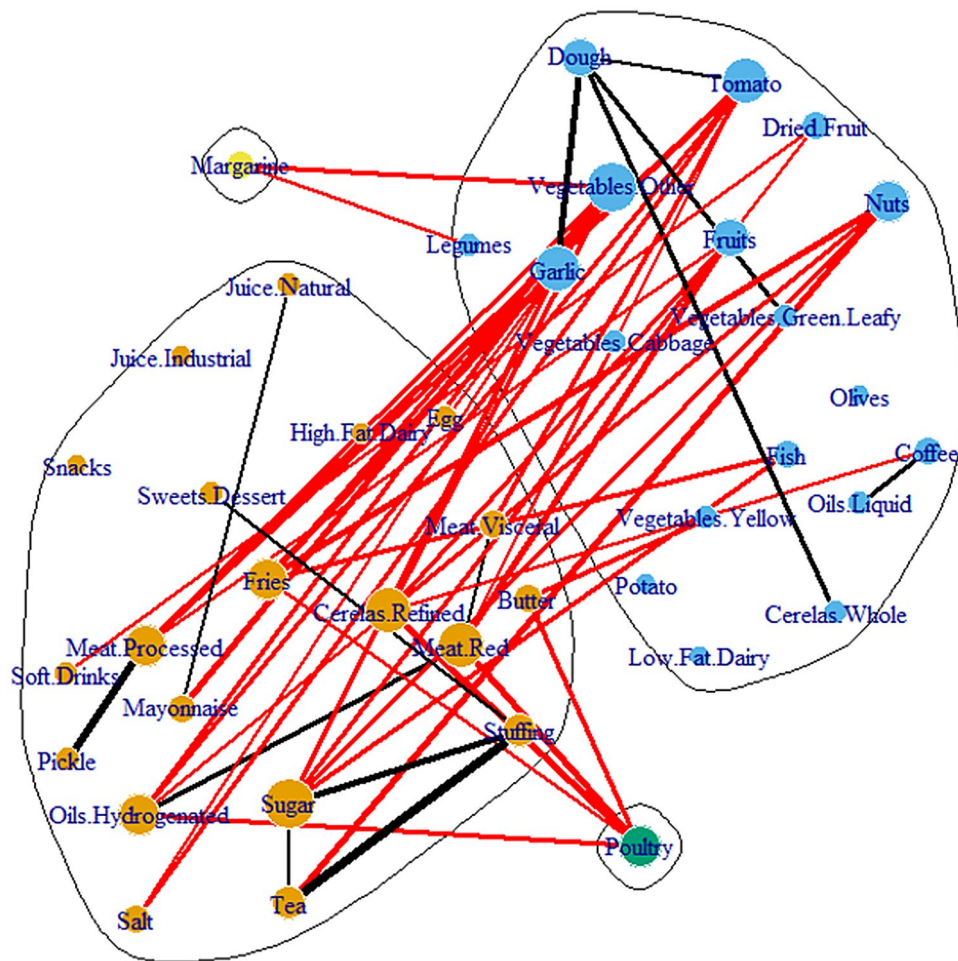 Dough
Tomato
Dried.Fruit
Margarine
Vegetables.Other
Nuts
Legumes
Fruits
Garlic
Juice.Natural
Vegetables.Green.Leafy
Vegetables.Cabbage
Juice.Industrial
Olives
Egg
High.Fat.Dairy
Snacks
Fish
Coffee
Sweets.Dessert
Oils.Liquid
Meat.Visceral
Vegetables.Yellow
Fries
Potato
Butter
Cerelas.Refined
Cerelas.Whole
Meat.Processed
Meat.Red
Low.Fat.Dairy
Soft.Drinks
Mayonnaise
Stuffing
Pickle
Sugar
Oils.Hydrogenated
Poultry
Tea
Salt